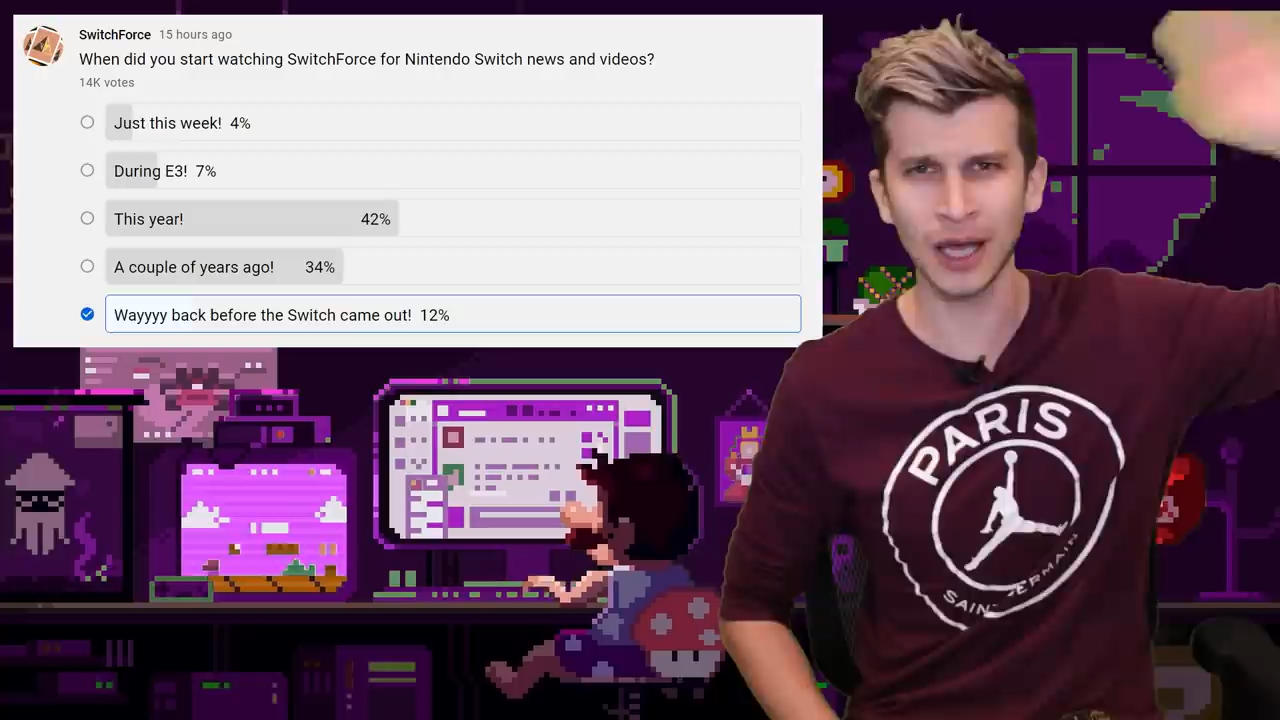 SwitchForce 15 hours ago
When did you start watching SwitchForce for Nintendo Switch news and videos?
14K votes
Just this week! 4%
During E3! 7%
This year! 42%
A couple of years ago! 34%
Wayyyy back before the Switch came out! 12%
PARIS